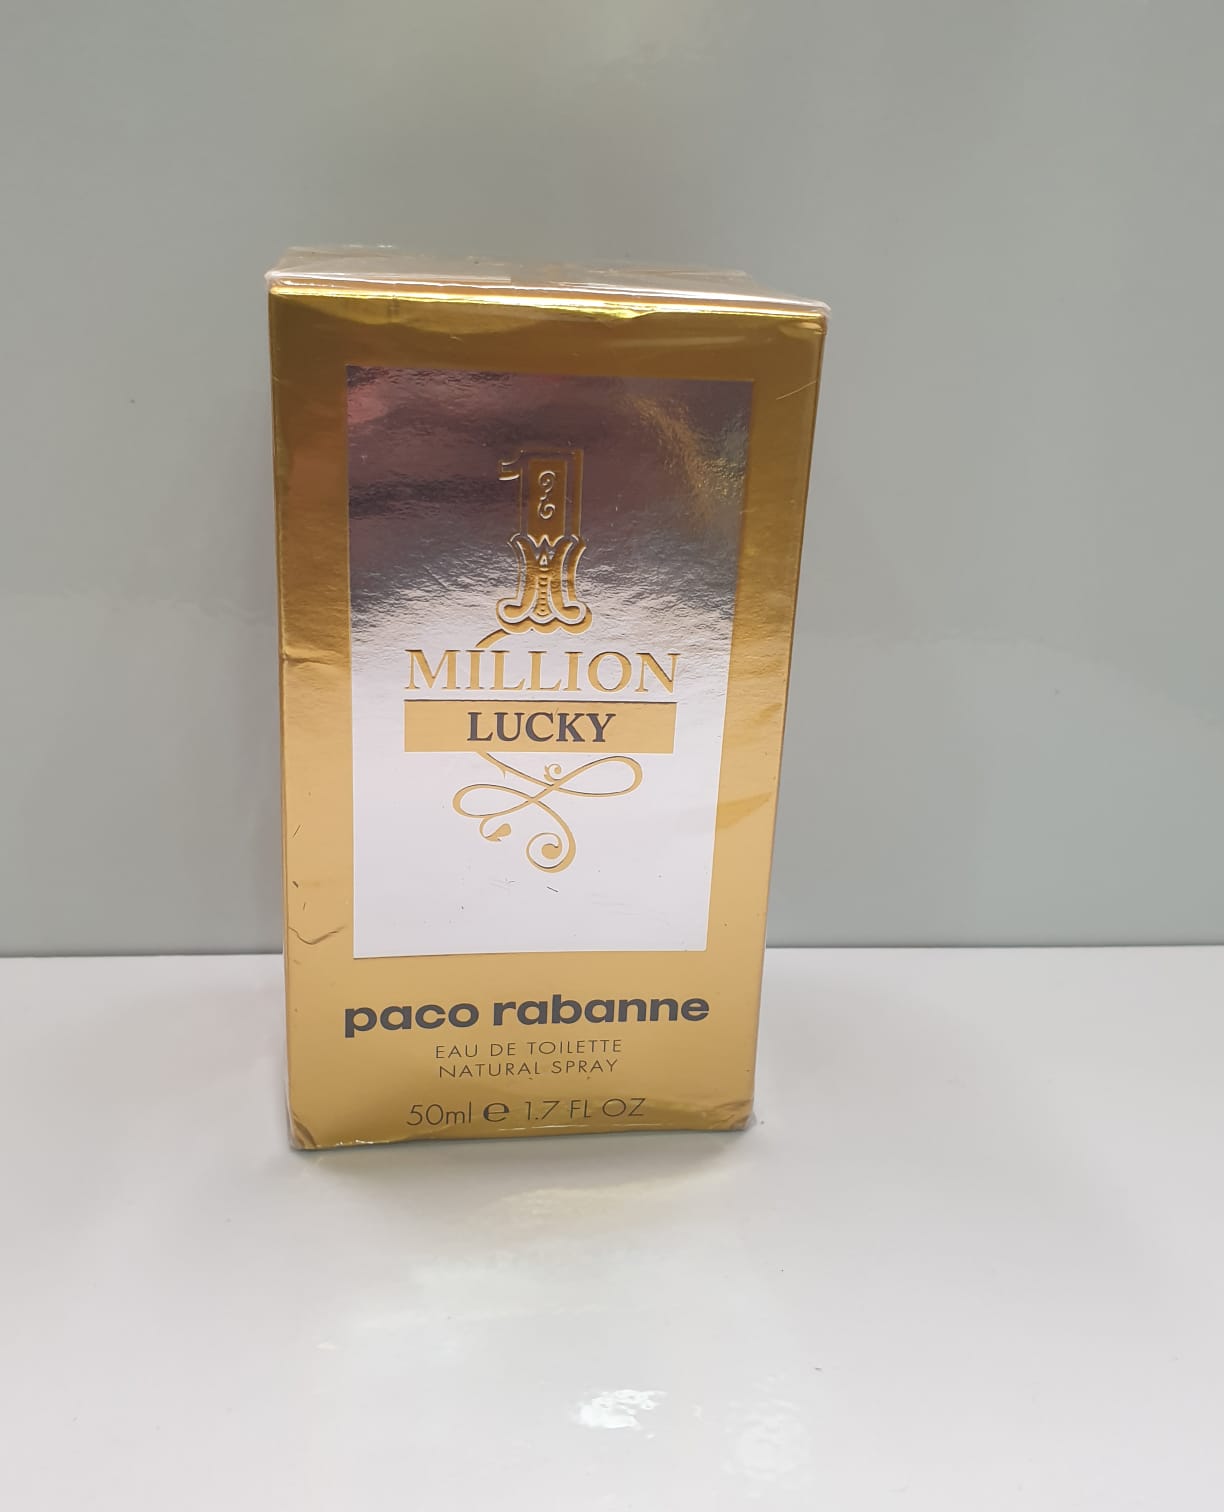 1
MILLION
LUCKY
paco rabanne
EAU DE TOILETTE
NATURAL SPRAY
50ml ℮ 1.7 FL OZ